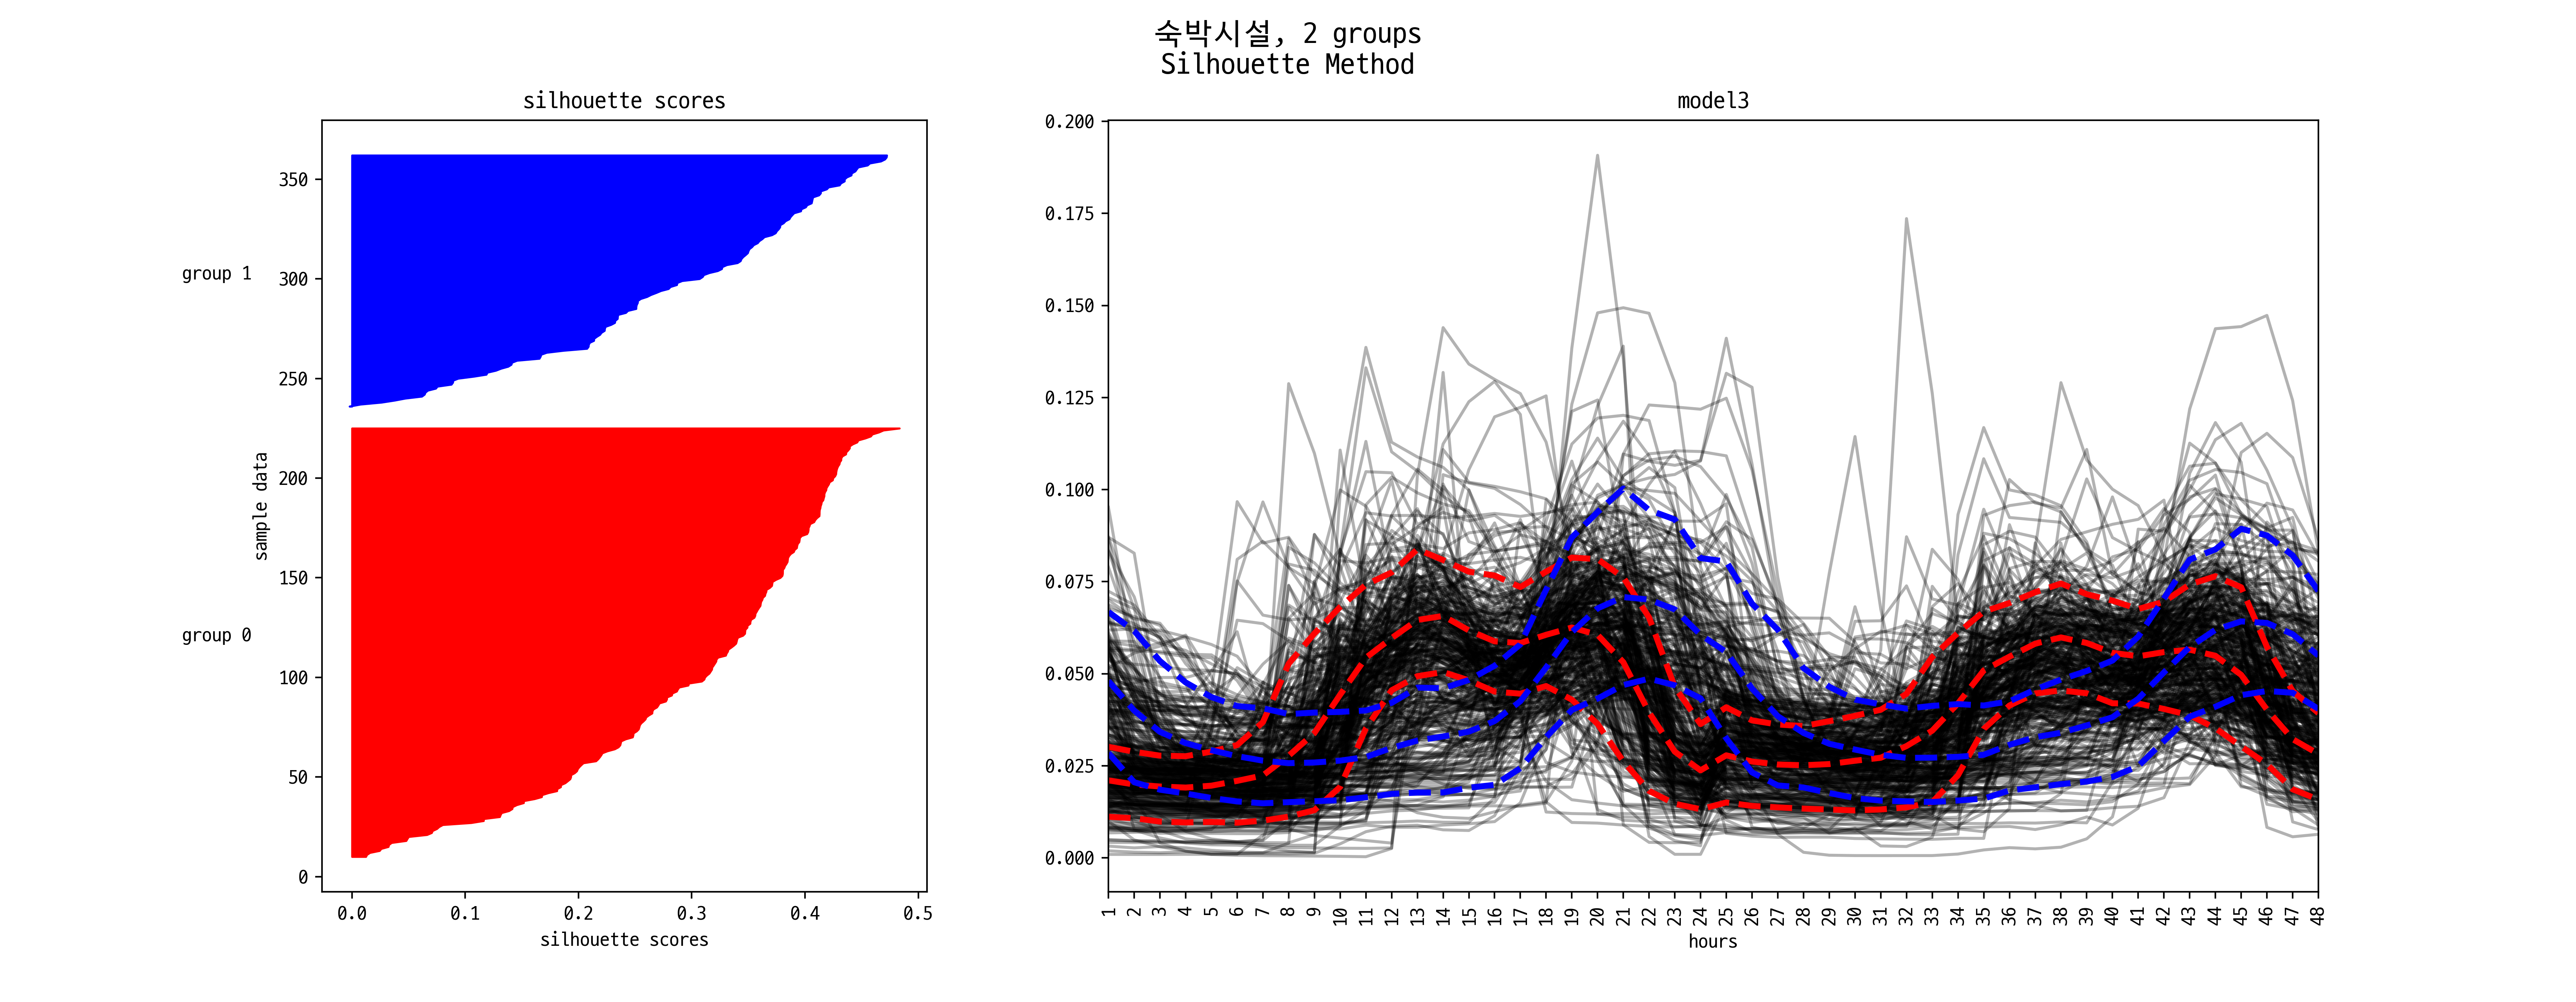 숙박시설, 2 groups
Silhouette Method
silhouette scores
group 1
group 0
sample data
350
300
250
200
150
100
50
0
0.0 0.1 0.2 0.3 0.4 0.5
silhouette scores
model3
0.200
0.175
0.150
0.125
0.100
0.075
0.050
0.025
0.000
1 2 3 4 5 6 7 8 9 10 11 12 13 14 15 16 17 18 19 20 21 22 23 24 25 26 27 28 29 30 31 32 33 34 35 36 37 38 39 40 41 42 43 44 45 46 47 48
hours